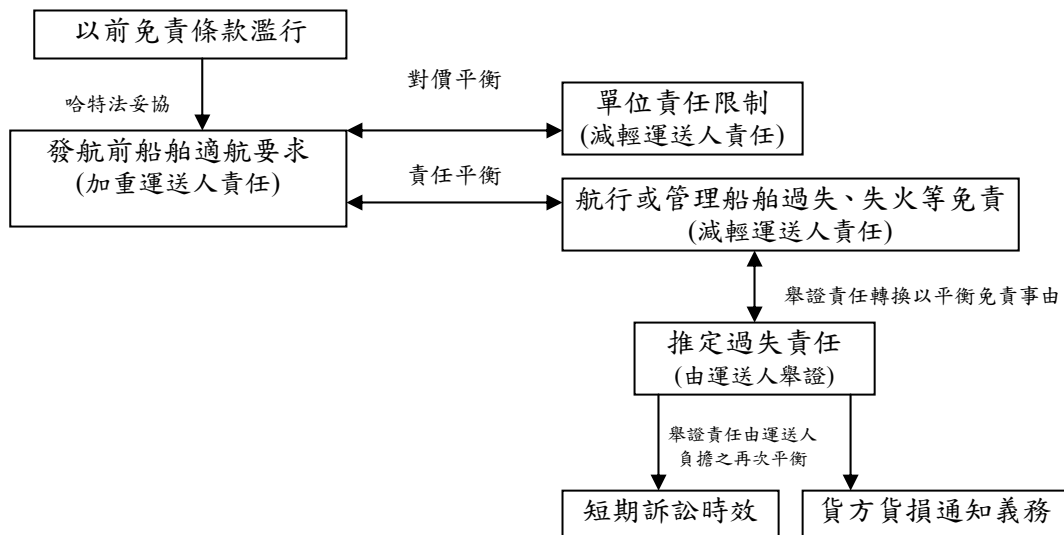 以前免責條款濫行
對價平衡
哈特法妥協
單位責任限制
(減輕運送人責任)
發航前船舶適航要求
(加重運送人責任)
責任平衡
航行或管理船舶過失、失火等免責
(減輕運送人責任)
舉證責任轉換以平衡免責事由
推定過失責任
(由運送人舉證)
舉證責任由運送人
負擔之再次平衡
短期訴訟時效
貨方貨損通知義務